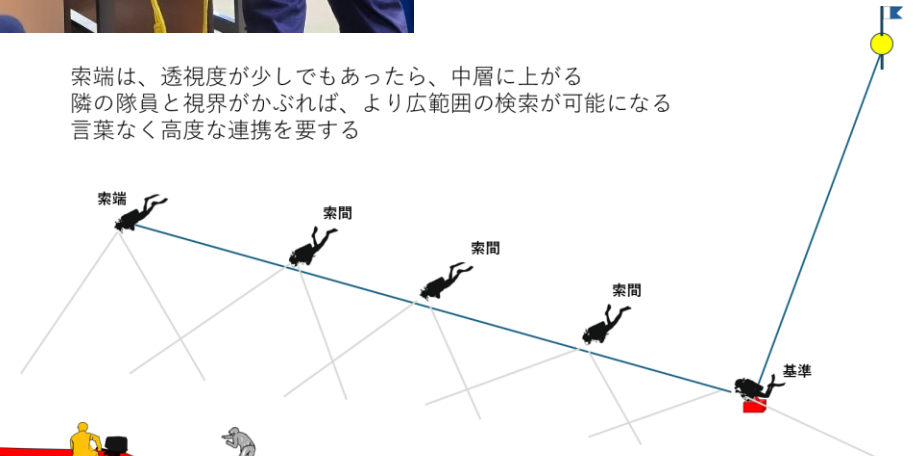 索端は、透視度が少しでもあったら、中層に上がる
隣の隊員と視界がかぶれば、より広範囲の検索が可能になる
言葉なく高度な連携を要する
索端
索間
索間
索間
基準